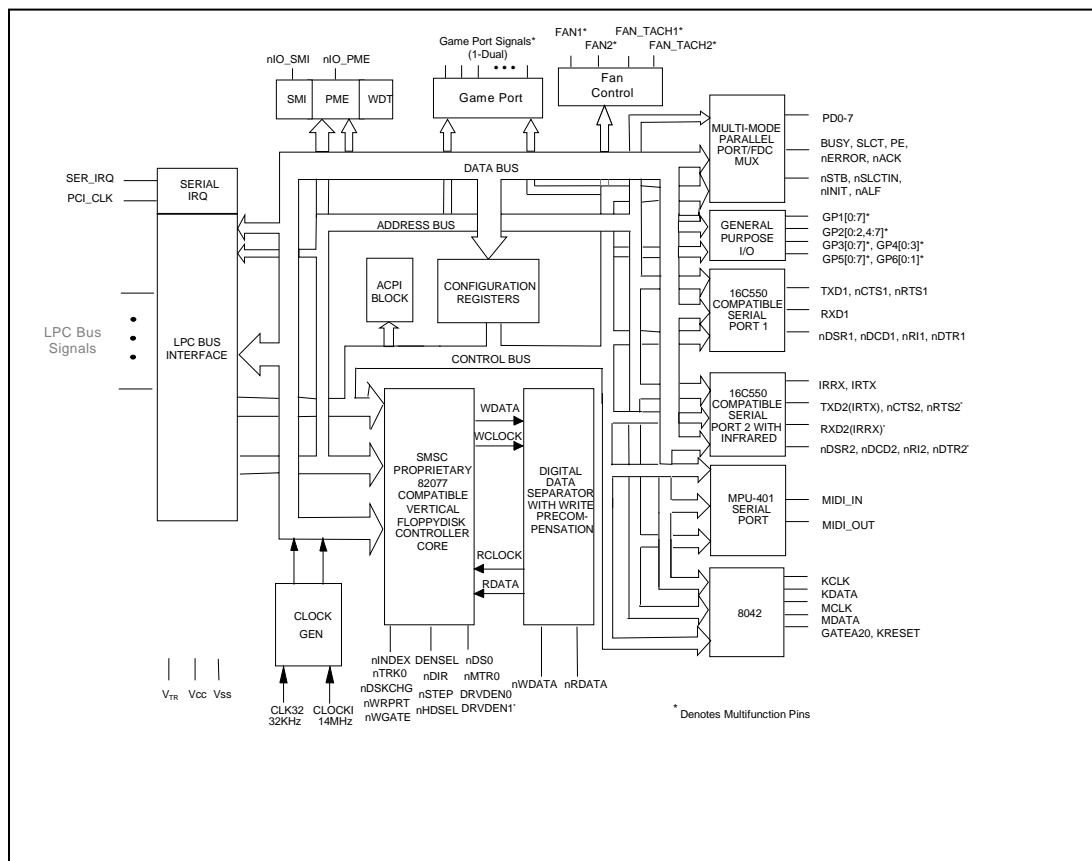 Game Port Signals*
(1-Dual)
FAN1*
FAN2*
FAN_TACH1*
FAN_TACH2*
nIO_SMI
nIO_PME
SMI
PME
WDT
Game Port
Fan
Control
MULTI-MODE
PARALLEL
PORT/FDC
MUX
PD0-7
BUSY, SLCT, PE,
nERROR, nACK
nSTB, nSLCTIN,
nINIT, nALF
DATA BUS
SER_IRQ
PCI_CLK
SERIAL
IRQ
ADDRESS BUS
GENERAL
PURPOSE
I/O
GP1[0:7]*
GP2[0:2,4:7]*
GP3[0:7]*, GP4[0:3]*
GP5[0:7]*, GP6[0:1]*
ACPI
BLOCK
CONFIGURATION
REGISTERS
16C550
COMPATIBLE
SERIAL
PORT 1
TXD1, nCTS1, nRTS1
RXD1
nDSR1, nDCD1, nRI1, nDTR1
LPC Bus
Signals
LPC BUS
INTERFACE
CONTROL BUS
16C550
COMPATIBLE
SERIAL
PORT 2 WITH
INFRARED
IRRX, IRTX
TXD2(IRTX), nCTS2, nRTS2*
RXD2(IRRX)*
nDSR2, nDCD2, nRI2, nDTR2*
SMSC
PROPRIETARY
82077
COMPATIBLE
VERTICAL
FLOPPYDISK
CONTROLLER
CORE
WDATA
WCLOCK
RCLOCK
RDATA
DIGITAL
DATA
SEPARATOR
WITH WRITE
PRECOM-
PENSATION
MPU-401
SERIAL
PORT
MIDI_IN
MIDI_OUT
8042
KCLK
KDATA
MCLK
MDATA
GATEA20, KRESET
CLOCK
GEN
VTR
Vcc
Vss
CLK32
32KHz
CLOCKI
14MHz
nINDEX
nTRK0
nDSKCHG
nWRPRT
nWGATE
DENSEL
nDIR
nSTEP
nHDSEL
nDS0
nMTR0
DRVDEN0
DRVDEN1*
nWDATA
nRDATA
* Denotes Multifunction Pins